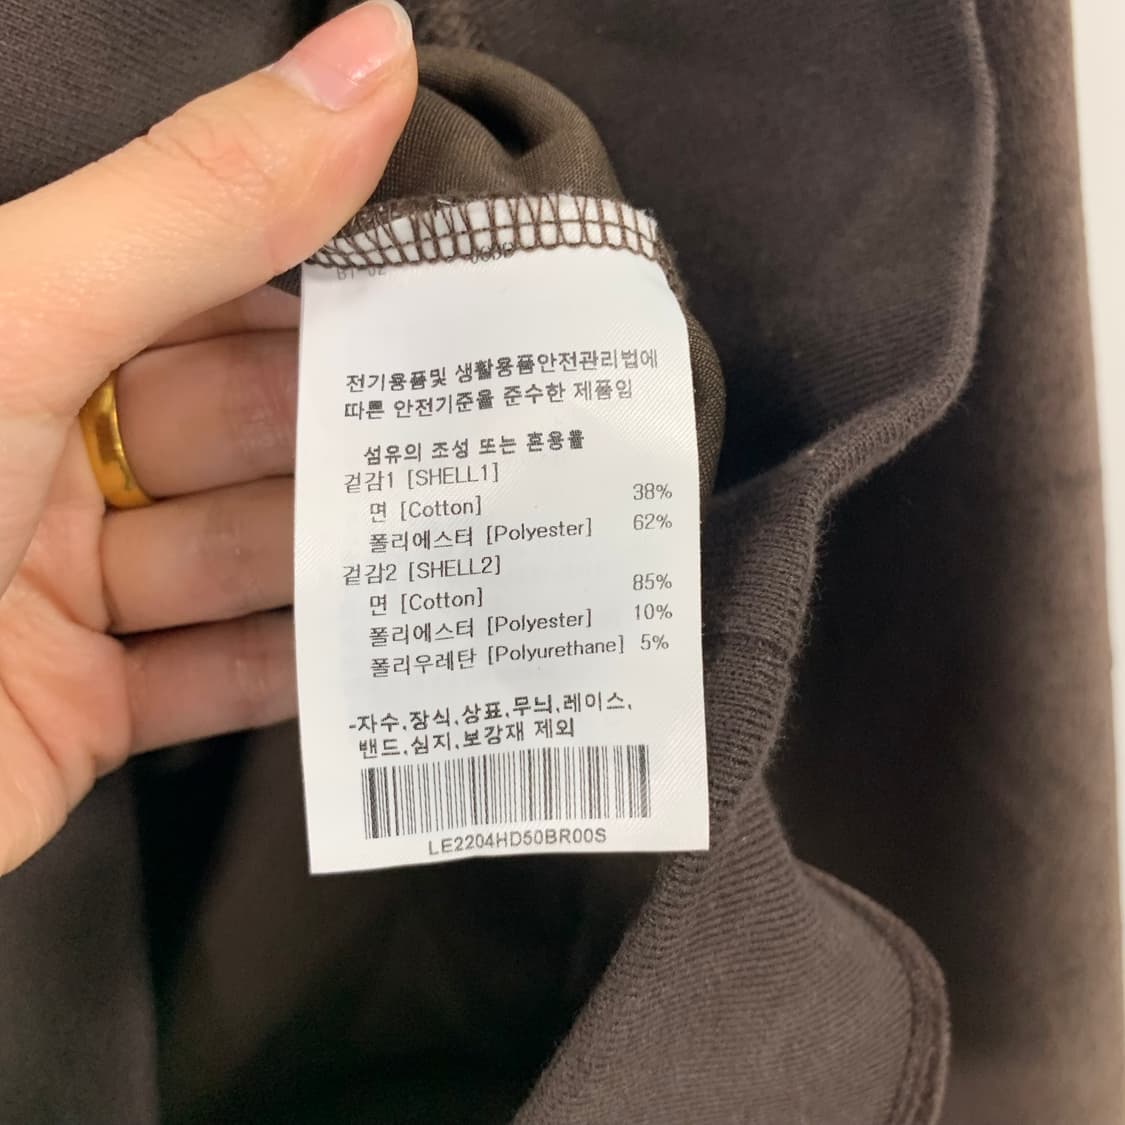 전기용품및 생활용품안전관리법에
따른 안전기준을 준수한 제품임
섬유의 조성 또는 혼용율
겉감1 [SHELL1]
면 [Cotton] 38%
폴리에스터 [Polyester] 62%
겉감2 [SHELL2]
면 [Cotton] 85%
폴리에스터 [Polyester] 10%
폴리우레탄 [Polyurethane] 5%
-자수,장식,상표,무늬,레이스,
밴드,심지,보강재 제외
LE2204HD50BR00S